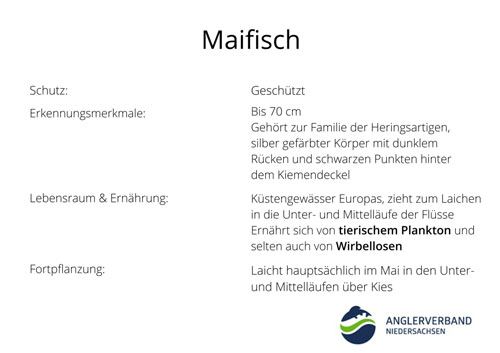 Maifisch
Schutz: Geschützt
Erkennungsmerkmale: Bis 70 cm
Gehört zur Familie der Heringsartigen,
silber gefärbter Körper mit dunklem
Rücken und schwarzen Punkten hinter
dem Kiemendeckel
Lebensraum & Ernährung: Küstengewässer Europas, zieht zum Laichen
in die Unter- und Mittelläufe der Flüsse
Ernährt sich von tierischem Plankton und
selten auch von Wirbellosen
Fortpflanzung: Laicht hauptsächlich im Mai in den Unter-
und Mittelläufen über Kies
ANGLERVERBAND
NIEDERSACHSEN